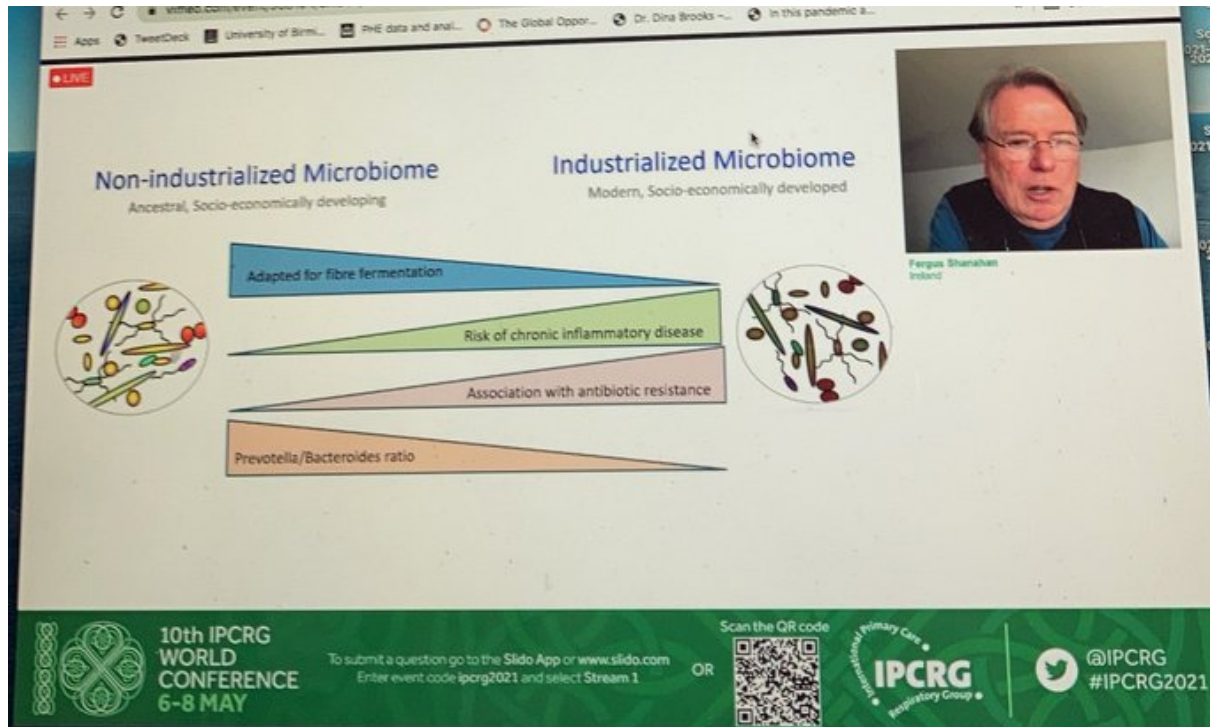 Apps
TweetDeck
University of Birmi...
PHE data and anal...
The Global Oppor...
Dr. Dina Brooks –...
In this pandemic a...
LIVE
Non-industrialized Microbiome
Ancestral, Socio-economically developing
Industrialized Microbiome
Modern, Socio-economically developed
Adapted for fibre fermentation
Risk of chronic inflammatory disease
Association with antibiotic resistance
Prevotella/Bacteroides ratio
Fergus Shanahan
Ireland
10th IPCRG
WORLD
CONFERENCE
6-8 MAY
To submit a question go to the Slido App or www.slido.com
Enter event code ipcrg2021 and select Stream 1
OR
Scan the QR code
International Primary Care
IPCRG
Respiratory Group
@IPCRG
#IPCRG2021